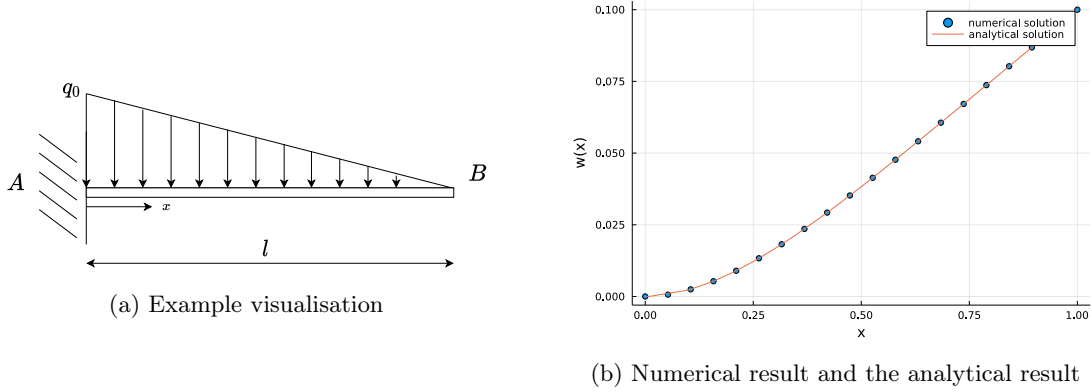 q0
A
B
x
l
(a) Example visualisation
0.100
0.075
0.050
0.025
0.000
w(x)
numerical solution
analytical solution
0.00 0.25 0.50 0.75 1.00
x
(b) Numerical result and the analytical result